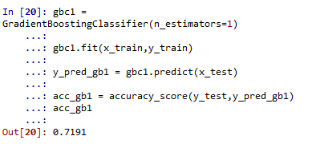 In [20]: gbc1 =
GradientBoostingClassifier(n_estimators=1)
...:
...: gbc1.fit(x_train,y_train)
...:
...: y_pred_gb1 = gbc1.predict(x_test)
...:
...: acc_gb1 = accuracy_score(y_test,y_pred_gb1)
...: acc_gb1
...:
Out[20]: 0.7191